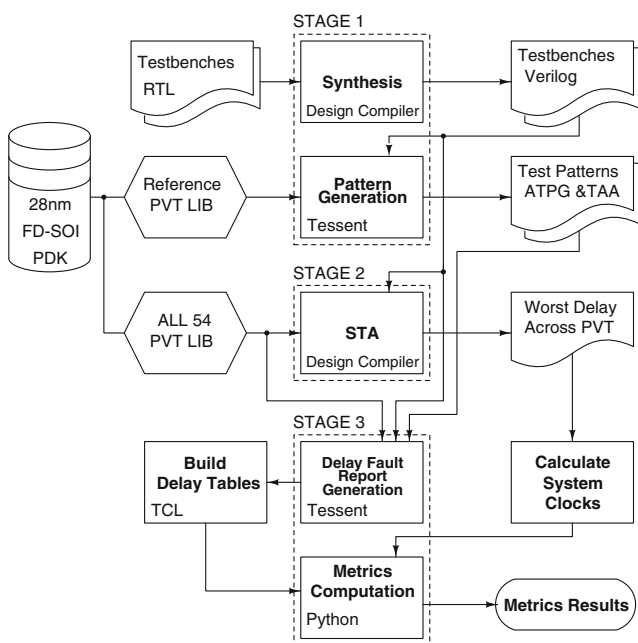 STAGE 1
Testbenches
RTL
Synthesis
Design Compiler
Testbenches
Verilog
28nm
FD-SOI
PDK
Reference
PVT LIB
Pattern
Generation
Tessent
Test Patterns
ATPG &TAA
STAGE 2
ALL 54
PVT LIB
STA
Design Compiler
Worst Delay
Across PVT
STAGE 3
Build
Delay Tables
TCL
Delay Fault
Report
Generation
Tessent
Calculate
System
Clocks
Metrics
Computation
Python
Metrics Results